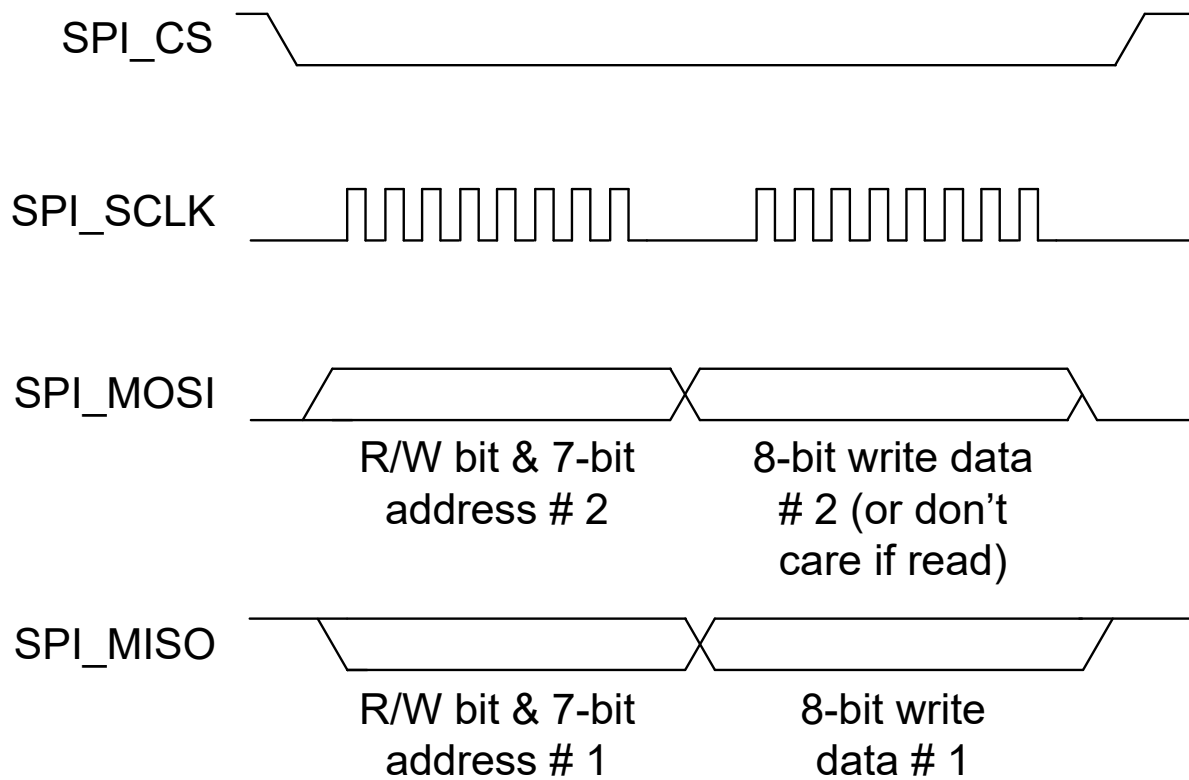 SPI_CS
SPI_SCLK
SPI_MOSI
R/W bit & 7-bit
address # 2
8-bit write data
# 2 (or don't
care if read)
SPI_MISO
R/W bit & 7-bit
address # 1
8-bit write
data # 1